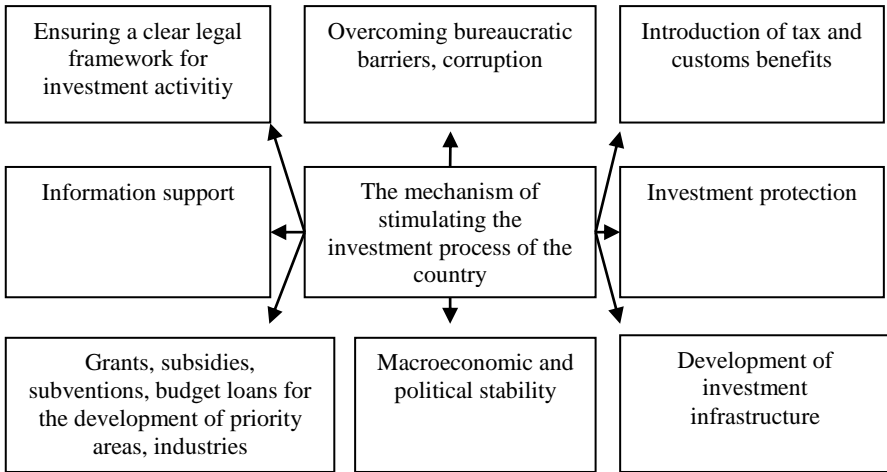 Ensuring a clear legal
framework for
investment activitiy
Overcoming bureaucratic
barriers, corruption
Introduction of tax and
customs benefits
Information support
The mechanism of
stimulating the
investment process of the
country
Investment protection
Grants, subsidies,
subventions, budget loans for
the development of priority
areas, industries
Macroeconomic and
political stability
Development of
investment
infrastructure